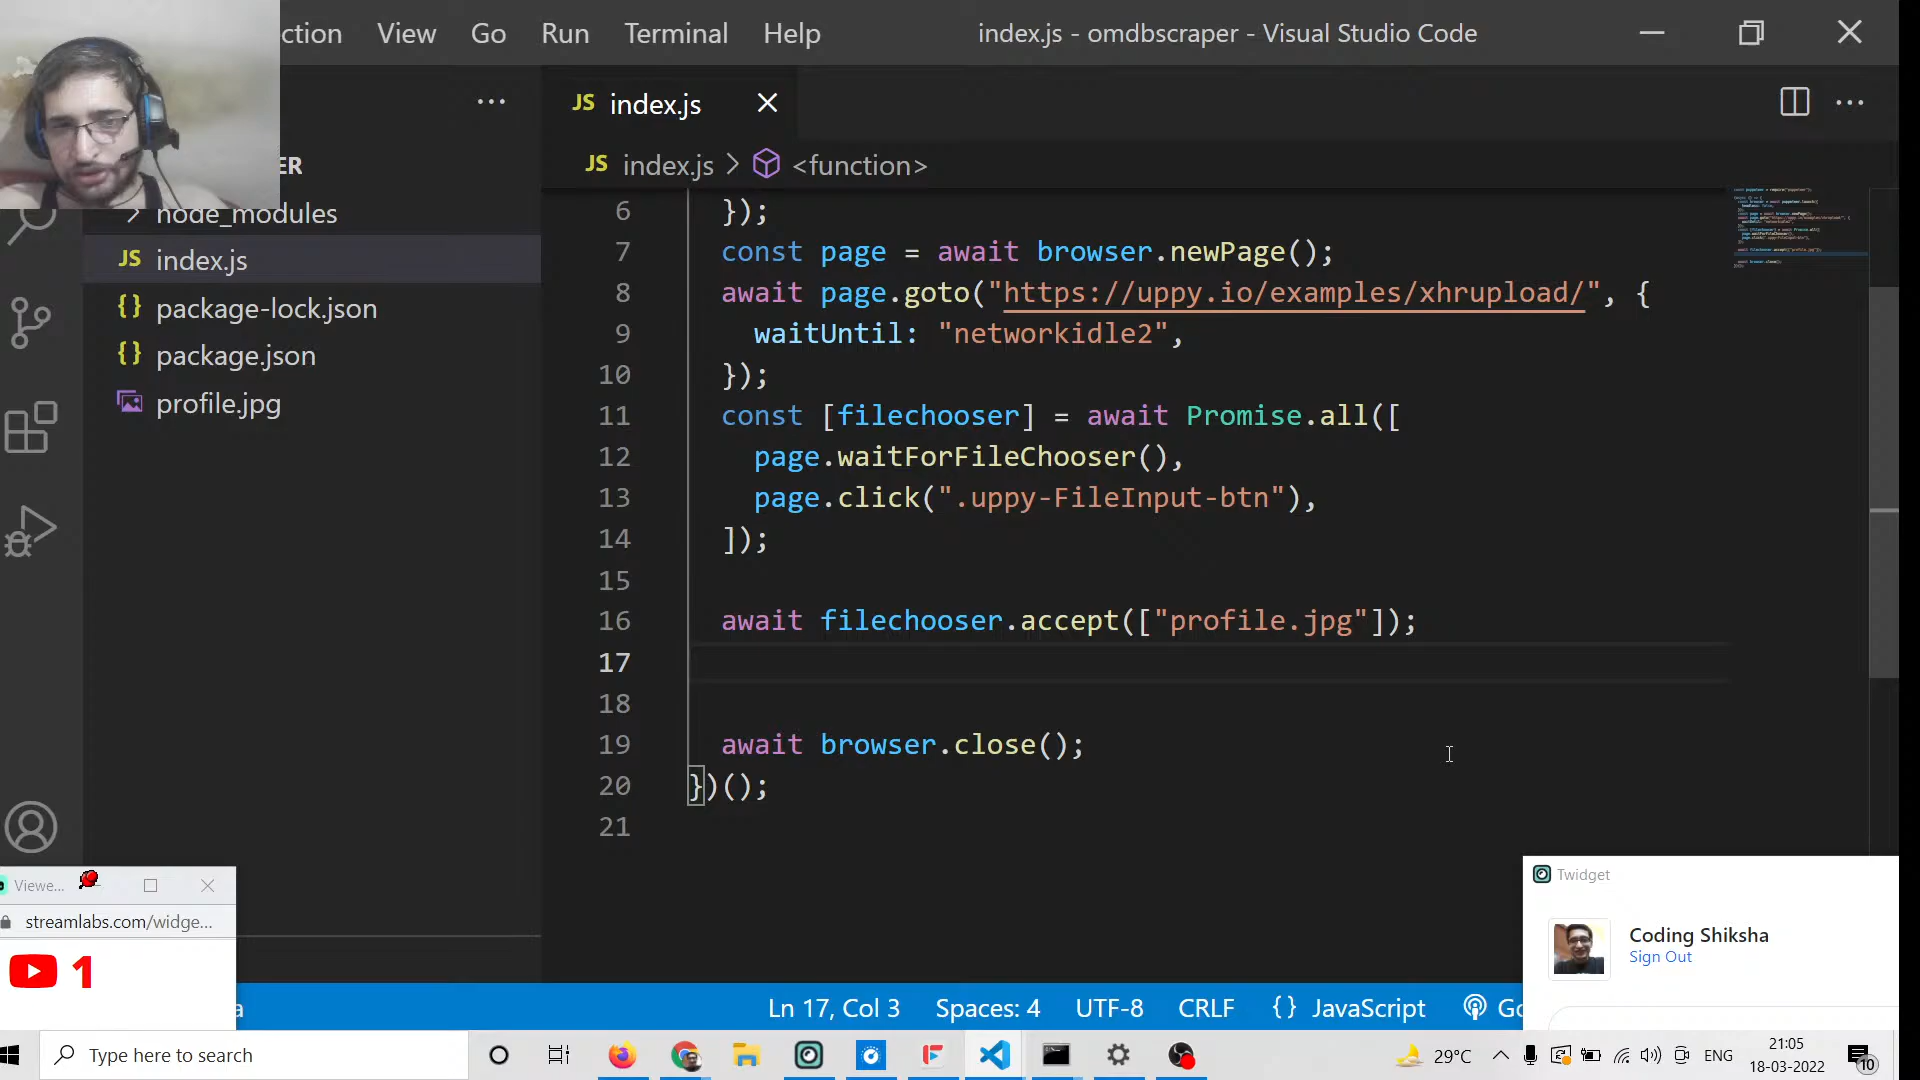 ction View Go Run Terminal Help
index.js - omdbscraper - Visual Studio Code
ER
node_modules
JS index.js
{} package-lock.json
{} package.json
profile.jpg
JS index.js
JS index.js > <function>
6 });
7 const page = await browser.newPage();
8 await page.goto("https://uppy.io/examples/xhrupload/", {
9 waitUntil: "networkidle2",
10 });
11 const [filechooser] = await Promise.all([
12 page.waitForFileChooser(),
13 page.click(".uppy-FileInput-btn"),
14 ]);
15
16 await filechooser.accept(["profile.jpg"]);
17
18
19 await browser.close();
20 })();
21
Viewe...
streamlabs.com/widge...
1
Twidget
Coding Shiksha
Sign Out
a
Ln 17, Col 3 Spaces: 4 UTF-8 CRLF {} JavaScript Go
Type here to search
29°C ENG
21:05
18-03-2022
10